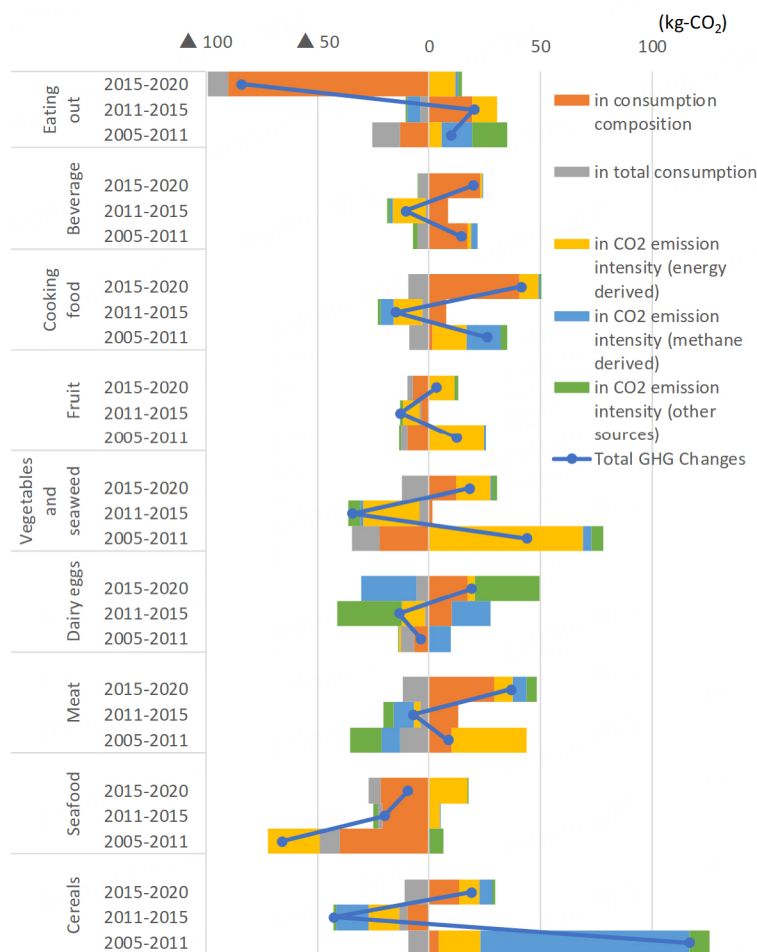 (kg-CO₂)
▲ 100 ▲ 50 0 50 100
Eating out
2015-2020
2011-2015
2005-2011
Beverage
2015-2020
2011-2015
2005-2011
Cooking food
2015-2020
2011-2015
2005-2011
Fruit
2015-2020
2011-2015
2005-2011
Vegetables and seaweed
2015-2020
2011-2015
2005-2011
Dairy eggs
2015-2020
2011-2015
2005-2011
Meat
2015-2020
2011-2015
2005-2011
Seafood
2015-2020
2011-2015
2005-2011
Cereals
2015-2020
2011-2015
2005-2011
in consumption
composition
in total consumption
in CO2 emission
intensity (energy
derived)
in CO2 emission
intensity (methane
derived)
in CO2 emission
intensity (other
sources)
Total GHG Changes